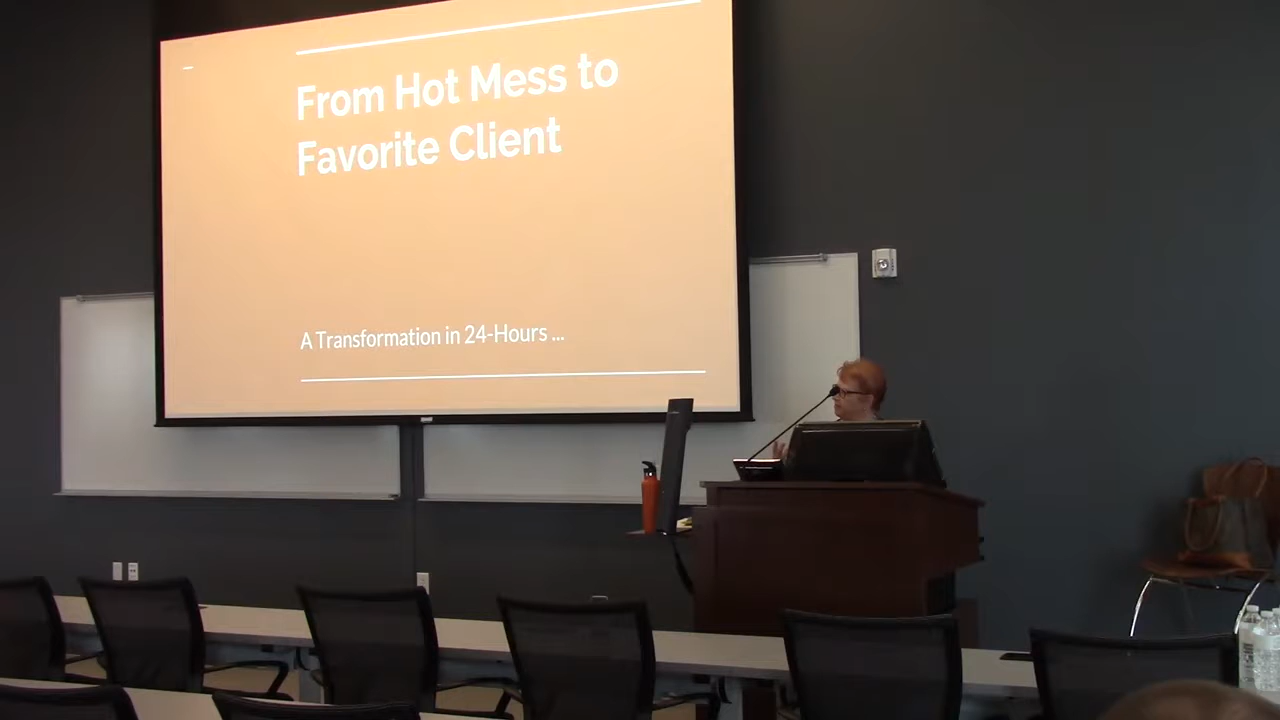 From Hot Mess to
Favorite Client
A Transformation in 24-Hours ...